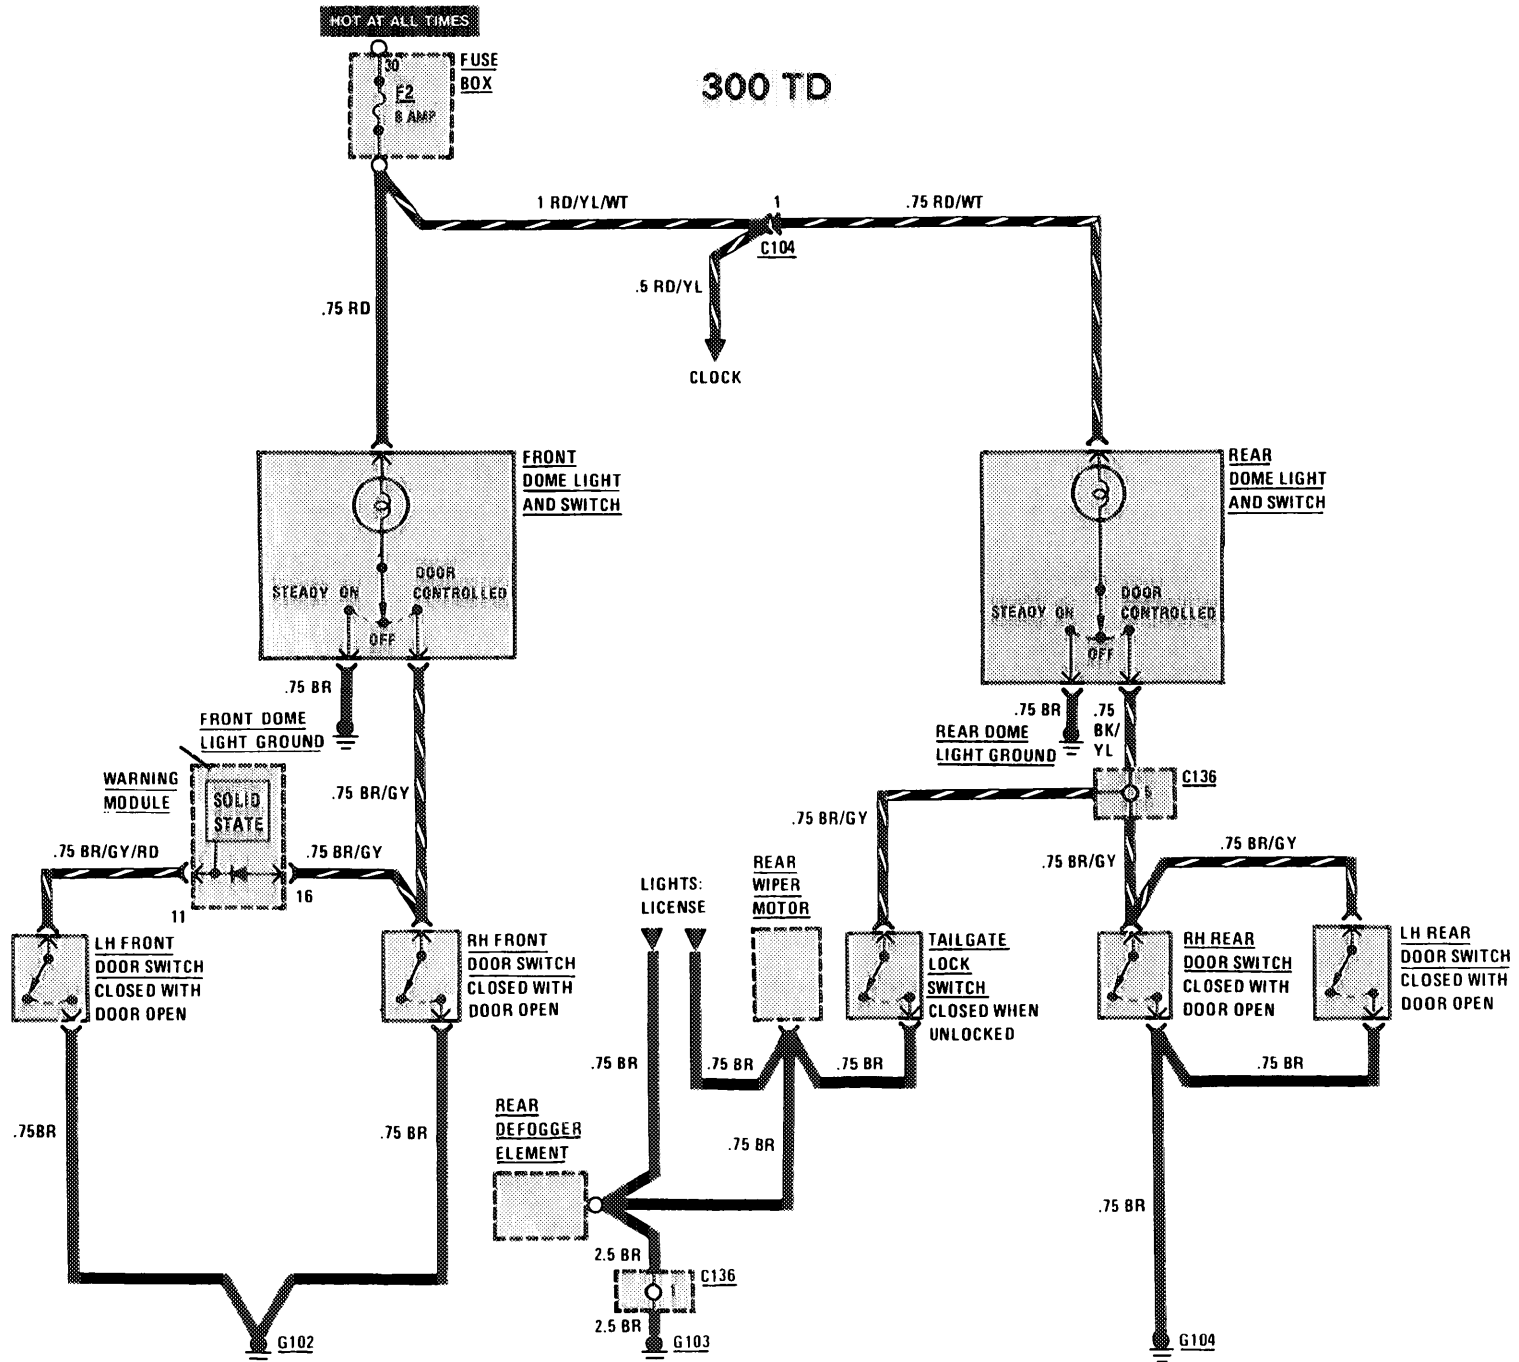 HOT AT ALL TIMES
30
F2
8 AMP
FUSE
BOX
300 TD
1 RD/YL/WT
1
.75 RD/WT
C104
.5 RD/YL
.75 RD
CLOCK
FRONT
DOME LIGHT
AND SWITCH
STEADY ON
DOOR
CONTROLLED
OFF
REAR
DOME LIGHT
AND SWITCH
STEADY ON
DOOR
CONTROLLED
OFF
.75 BR
FRONT DOME
LIGHT GROUND
.75 BR
.75
BK/
YL
REAR DOME
LIGHT GROUND
WARNING
MODULE
SOLID
STATE
.75 BR/GY
.75 BR/GY/RD
.75 BR/GY
11
16
C136
5
.75 BR/GY
.75 BR/GY
.75 BR/GY
LIGHTS:
LICENSE
REAR
WIPER
MOTOR
LH FRONT
DOOR SWITCH
CLOSED WITH
DOOR OPEN
RH FRONT
DOOR SWITCH
CLOSED WITH
DOOR OPEN
TAILGATE
LOCK
SWITCH
CLOSED WHEN
UNLOCKED
RH REAR
DOOR SWITCH
CLOSED WITH
DOOR OPEN
LH REAR
DOOR SWITCH
CLOSED WITH
DOOR OPEN
.75 BR
.75 BR
.75 BR
.75 BR
.75BR
.75 BR
REAR
DEFOGGER
ELEMENT
.75 BR
.75 BR
2.5 BR
C136
1
2.5 BR
G102
G103
G104